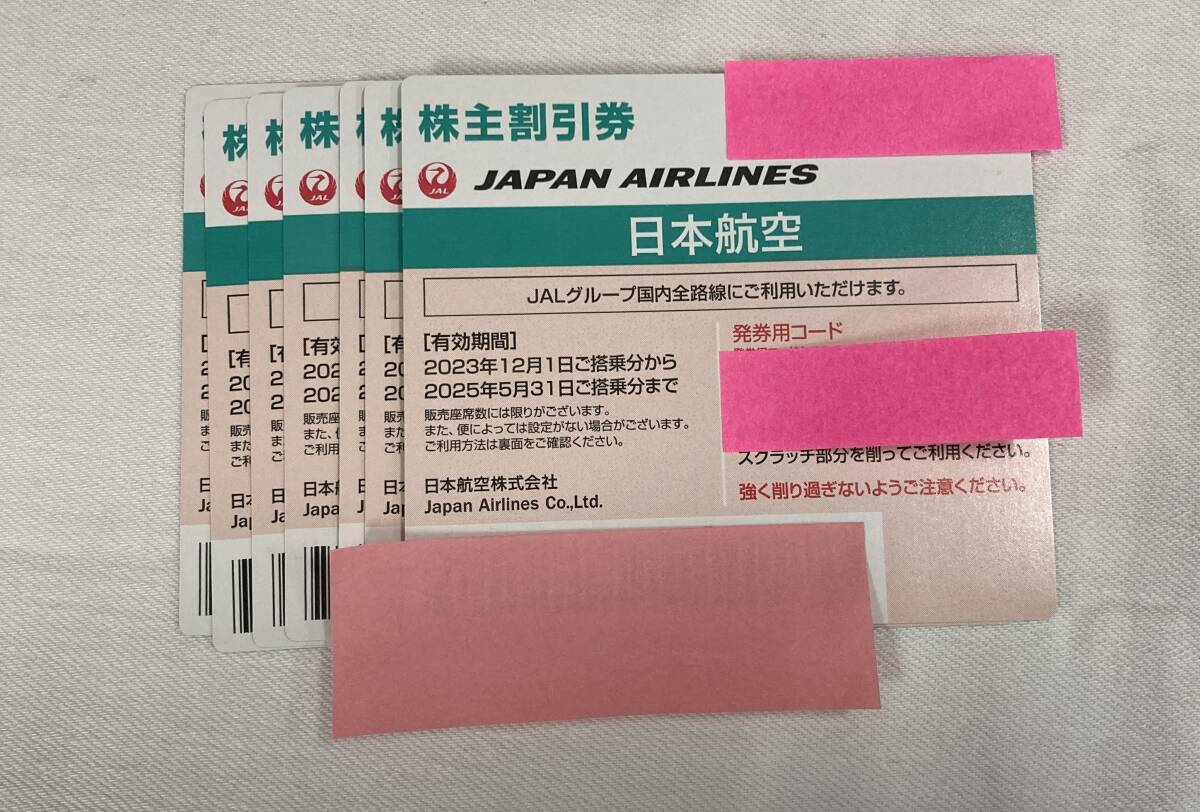 株主割引券
JAL JAPAN AIRLINES
日本航空
JALグループ国内全路線にご利用いただけます。
[有効期間]
2023年12月1日ご搭乗分から
2025年5月31日ご搭乗分まで
販売座席数には限りがございます。
また、便によっては設定がない場合がございます。
ご利用方法は裏面をご確認ください。
日本航空株式会社
Japan Airlines Co.,Ltd.
発券用コード
スクラッチ部分を削ってご利用ください。
強く削り過ぎないようご注意ください。